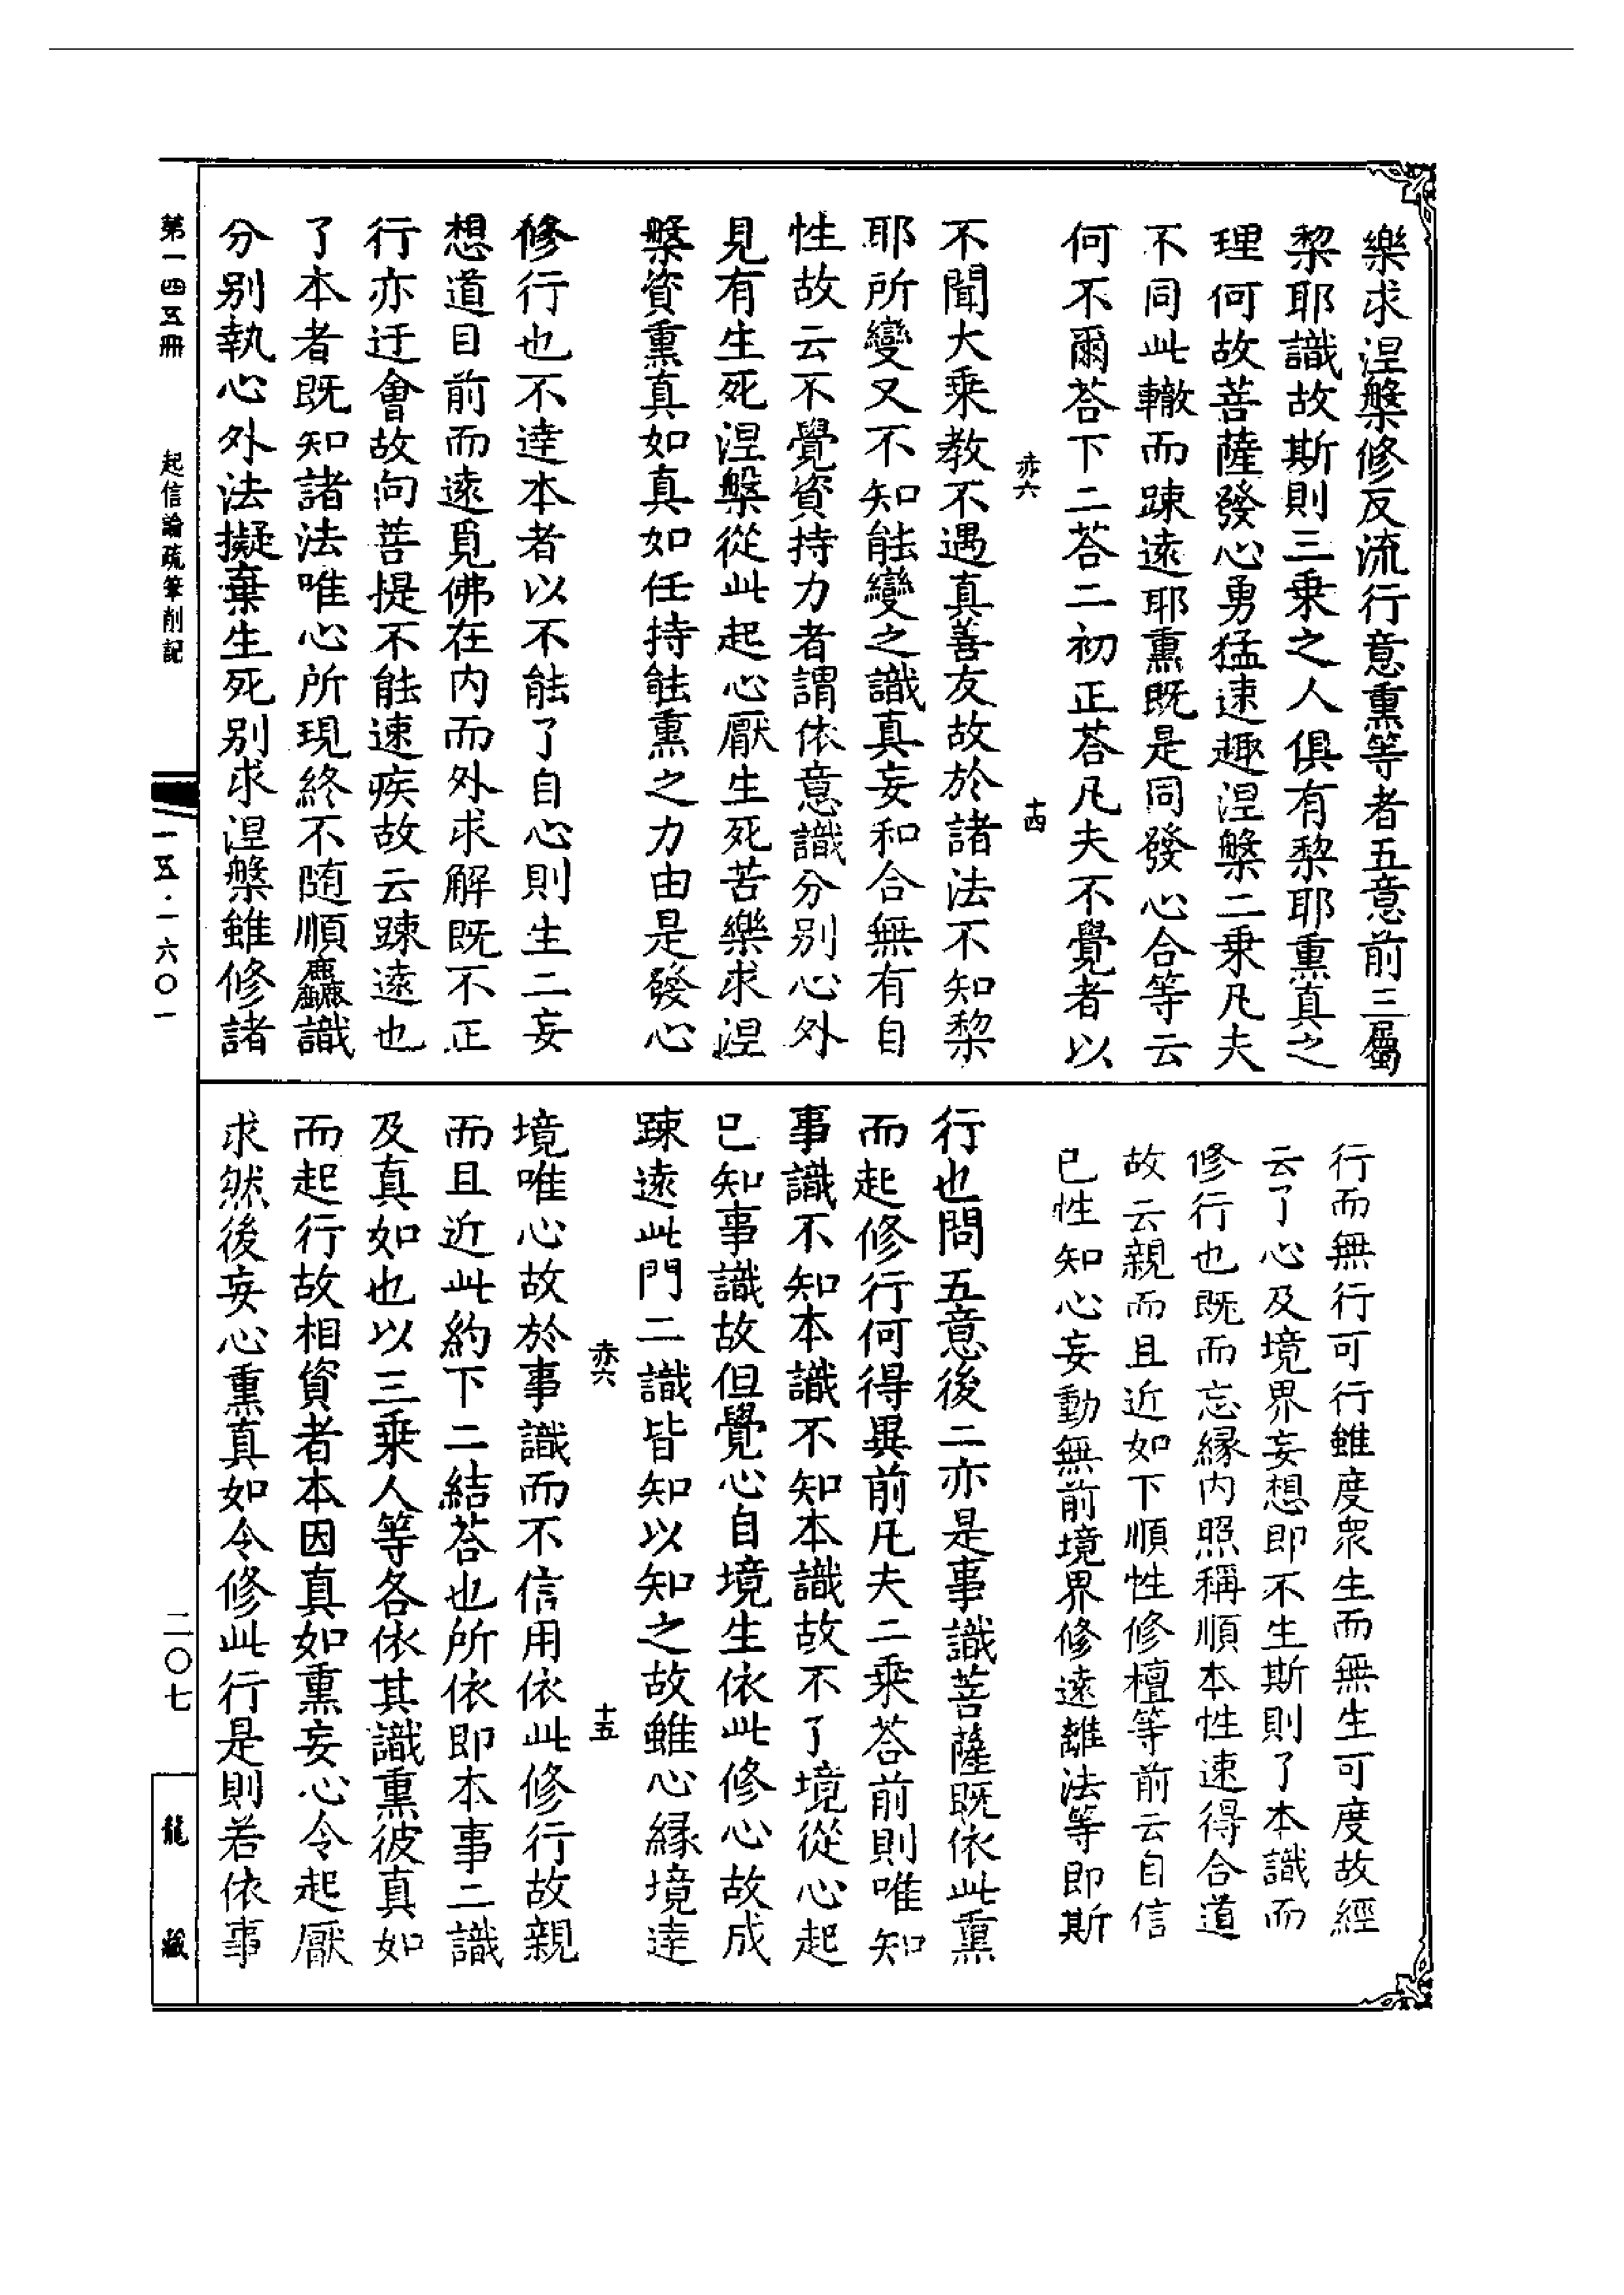 樂求涅槃修反流行意熏等者五意前三屬
黎耶識故斯則三乘之人俱有黎耶熏真之
理何故菩薩發心勇猛速趣涅槃二乘凡夫
不同此轍而踈遠耶熏既是同發心合等云
何不爾荅下二荅二初正荅凡夫不覺者以
亦六
十四
不聞大乘教不遇真善友故於諸法不知棃
耶所變又不知能變之識真妄和合無有自
性故云不覺資持力者謂依意識分別心外
見有生死涅槃從此起心厭生死苦樂求涅
槃資熏真如真如任持能熏之力由是發心
修行也不達本者以不能了自心則生二妄
想道目前而遠覓佛在内而外求解既不正
行亦迂會故向菩提不能速疾故云踈遠也
了本者既知諸法唯心所現終不随順麤識
分別執心外法擬棄生死別求涅槃雖修諸
行而無行可行雖度衆生而無生可度故經
云了心及境界妄想即不生斯則了本識而
修行也既而忘縁内照稱順本性速得合道
故云親而且近如下順性修檀等前云自信
己性知心妄動無前境界修遠離法等即斯
行也問五意後二亦是事識菩薩既依此熏
而起修行何得異前凡夫二乘荅前則唯知
事識不知本識不知本識故不了境從心起
已知事識故但覺心自境生依此修心故成
踈遠此門二識皆知以知之故雖心縁境達
亦六
十五
境唯心故於事識而不信用依此修行故親
而且近此約下二結荅也所依即本事二識
及真如也以三乘人等各依其識熏彼真如
而起行故相資者本因真如熏妄心令起厭
求然後妄心熏真如令修此行是則若依事
第一四五冊
起信論疏筆削記
一五·一六〇一
二〇七
龍藏